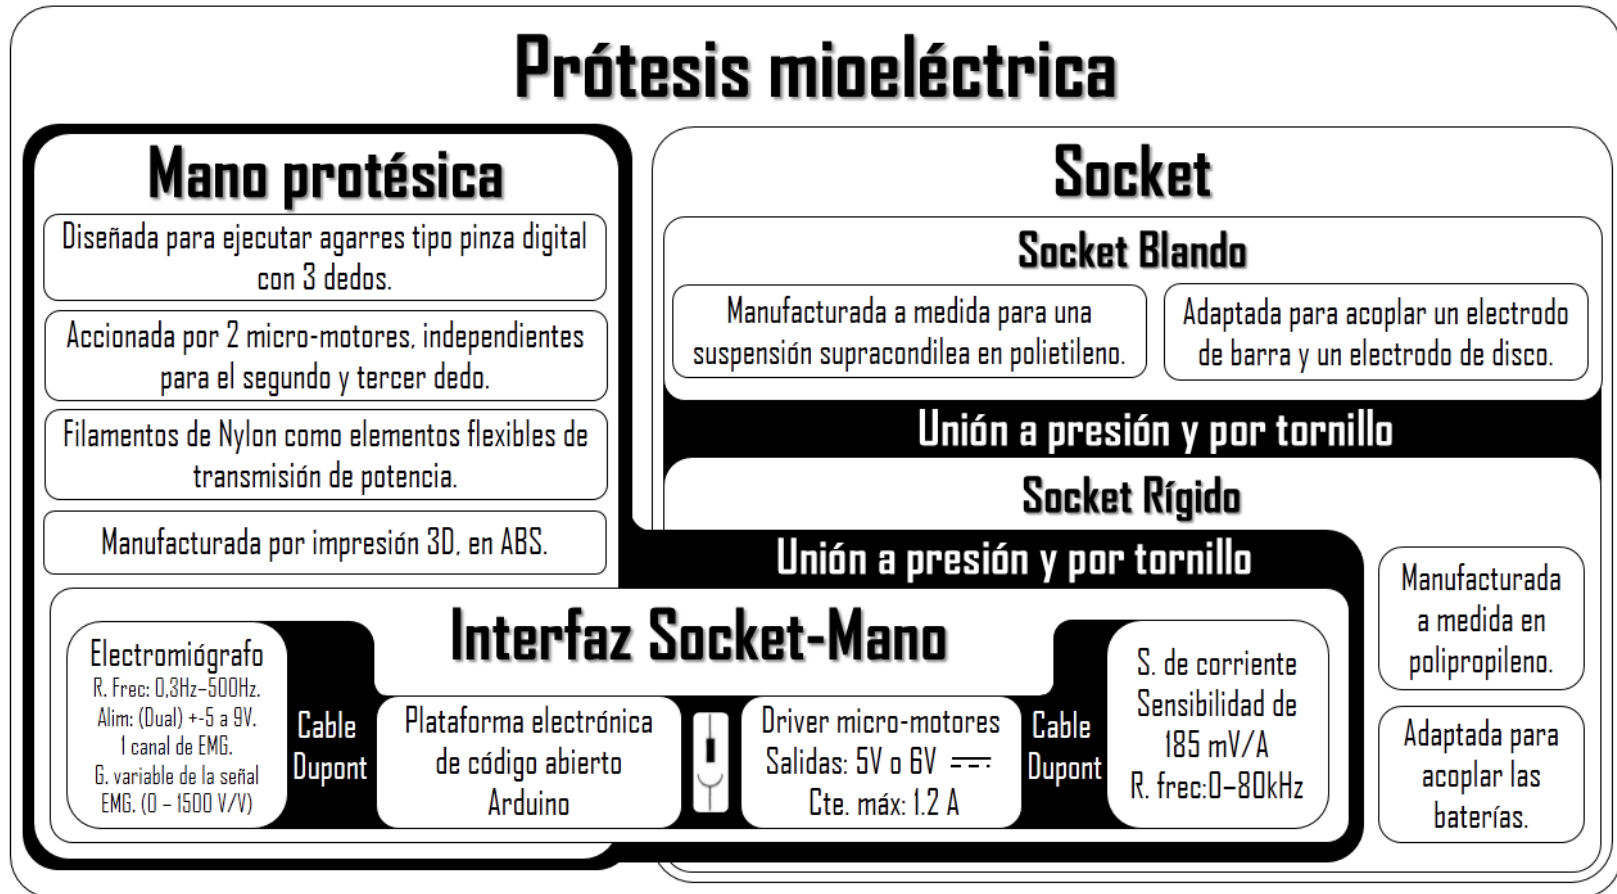 Prótesis mioeléctrica
Mano protésica
Diseñada para ejecutar agarres tipo pinza digital
con 3 dedos.
Accionada por 2 micro-motores, independientes
para el segundo y tercer dedo.
Filamentos de Nylon como elementos flexibles de
transmisión de potencia.
Manufacturada por impresión 3D, en ABS.
Socket
Socket Blando
Manufacturada a medida para una
suspensión supracondilea en polietileno.
Adaptada para acoplar un electrodo
de barra y un electrodo de disco.
Unión a presión y por tornillo
Socket Rígido
Unión a presión y por tornillo
Manufacturada
a medida en
polipropileno.
Adaptada para
acoplar las
baterías.
Interfaz Socket-Mano
Electromiógrafo
R. Frec: 0,3Hz–500Hz.
Alim: (Dual) +-5 a 9V.
1 canal de EMG.
G. variable de la señal
EMG. (0 – 1500 V/V)
Cable
Dupont
Plataforma electrónica
de código abierto
Arduino
Driver micro-motores
Salidas: 5V o 6V ⎓
Cte. máx: 1.2 A
Cable
Dupont
S. de corriente
Sensibilidad de
185 mV/A
R. frec:0–80kHz